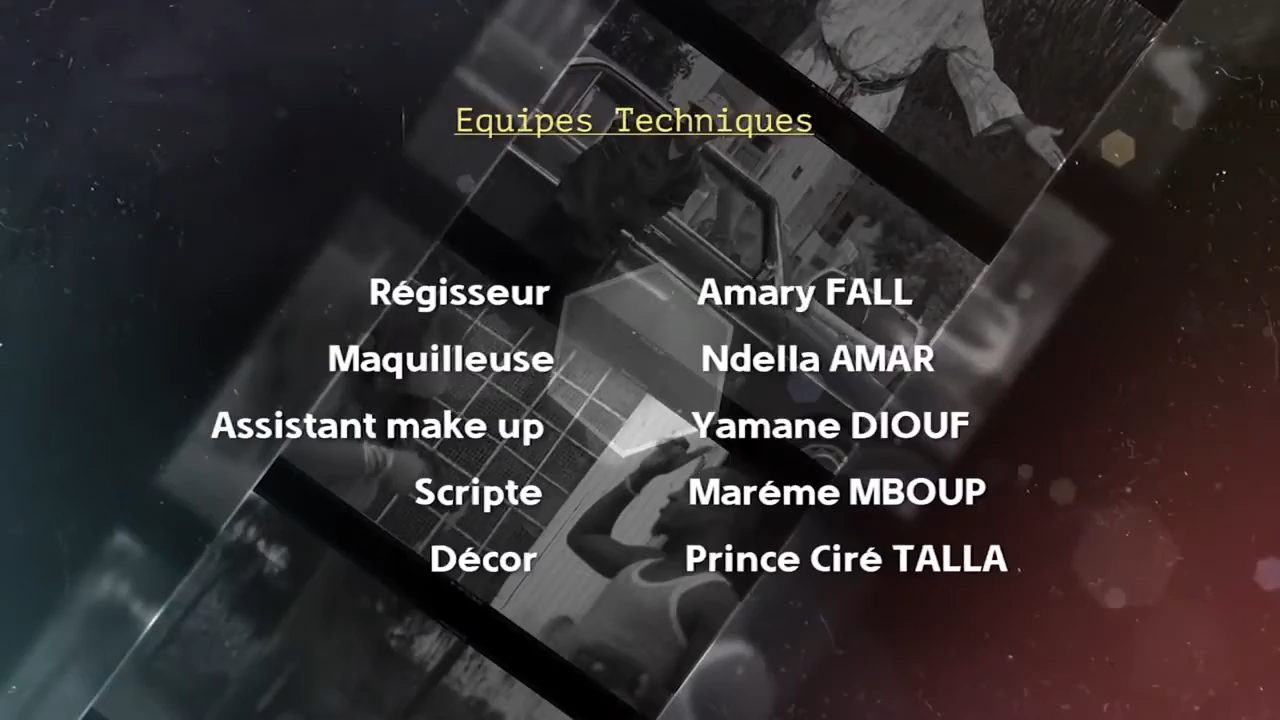 Equipes Techniques
Régisseur Amary FALL
Maquilleuse Ndella AMAR
Assistant make up Yamane DIOUF
Scripte Maréme MBOUP
Décor Prince Ciré TALLA